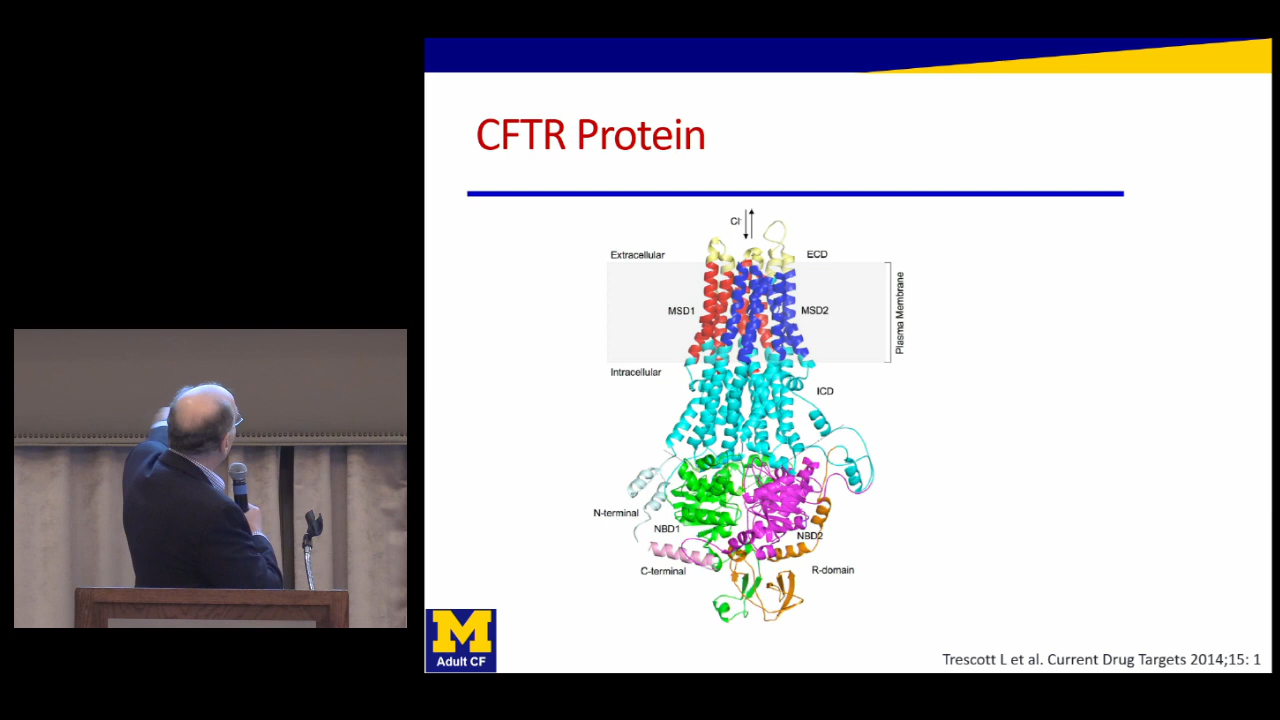 CFTR Protein
Cl-
Extracellular
ECD
Plasma Membrane
MSD1
MSD2
Intracellular
ICD
N-terminal
NBD1
NBD2
C-terminal
R-domain
M
Adult CF
Trescott L et al. Current Drug Targets 2014;15: 1